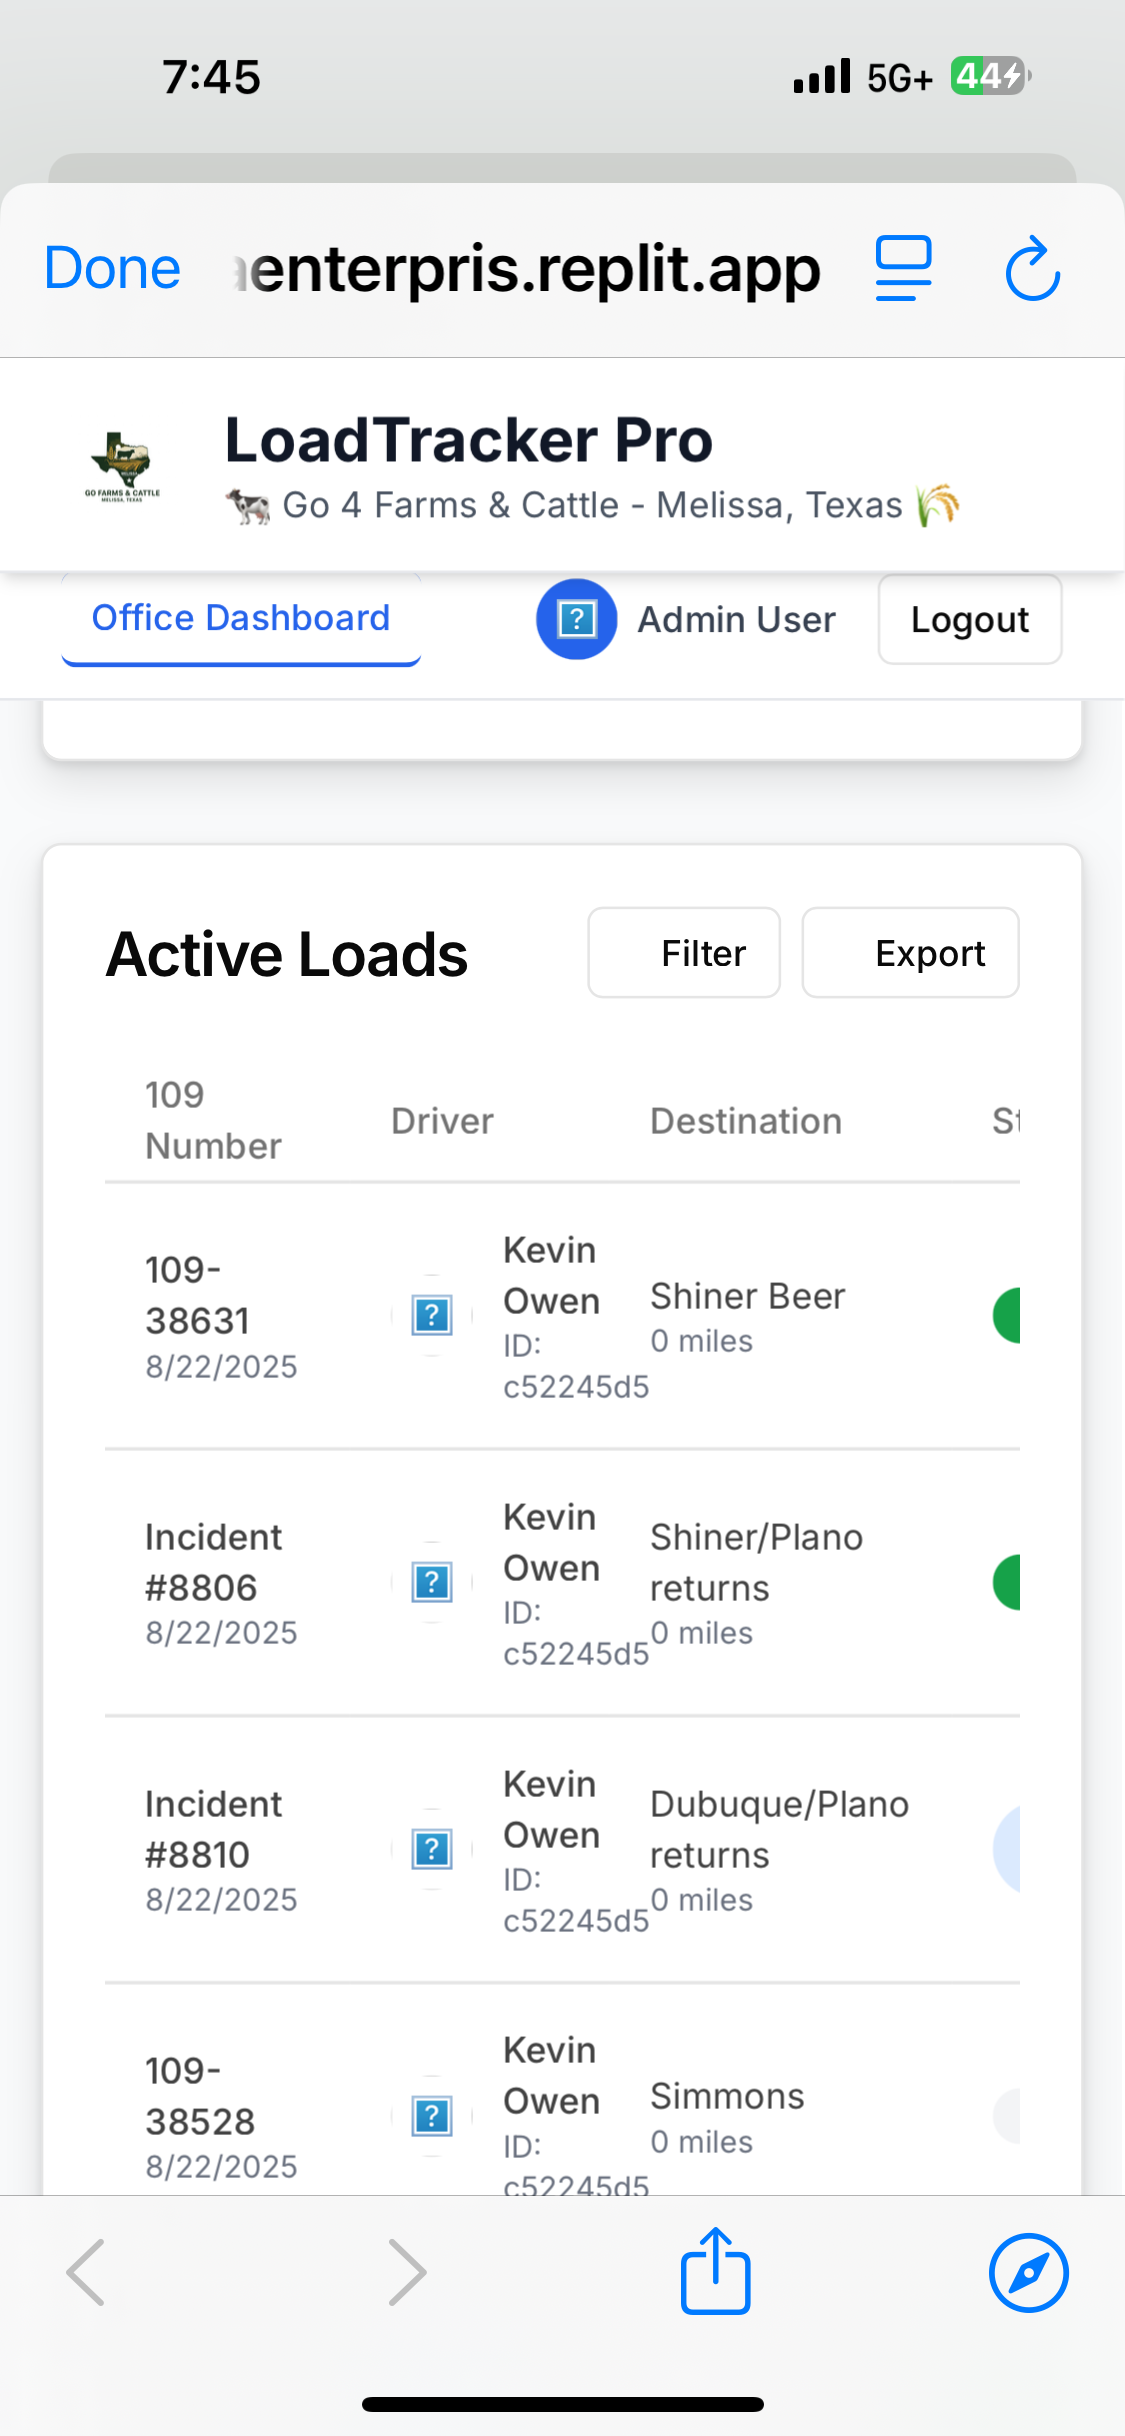 7:45
5G+ 44
Done enterpris.replit.app
LoadTracker Pro
GO FARMS & CATTLE
MELISSA, TEXAS
🐄 Go 4 Farms & Cattle - Melissa, Texas 🌾
Office Dashboard
? Admin User
Logout
Active Loads
Filter
Export
109 Number
Driver
Destination
St
109-
38631
8/22/2025
?
Kevin
Owen
ID:
c52245d5
Shiner Beer
0 miles
Incident
#8806
8/22/2025
?
Kevin
Owen
ID:
c52245d5
Shiner/Plano
returns
0 miles
Incident
#8810
8/22/2025
?
Kevin
Owen
ID:
c52245d5
Dubuque/Plano
returns
0 miles
109-
38528
8/22/2025
?
Kevin
Owen
ID:
c52245d5
Simmons
0 miles